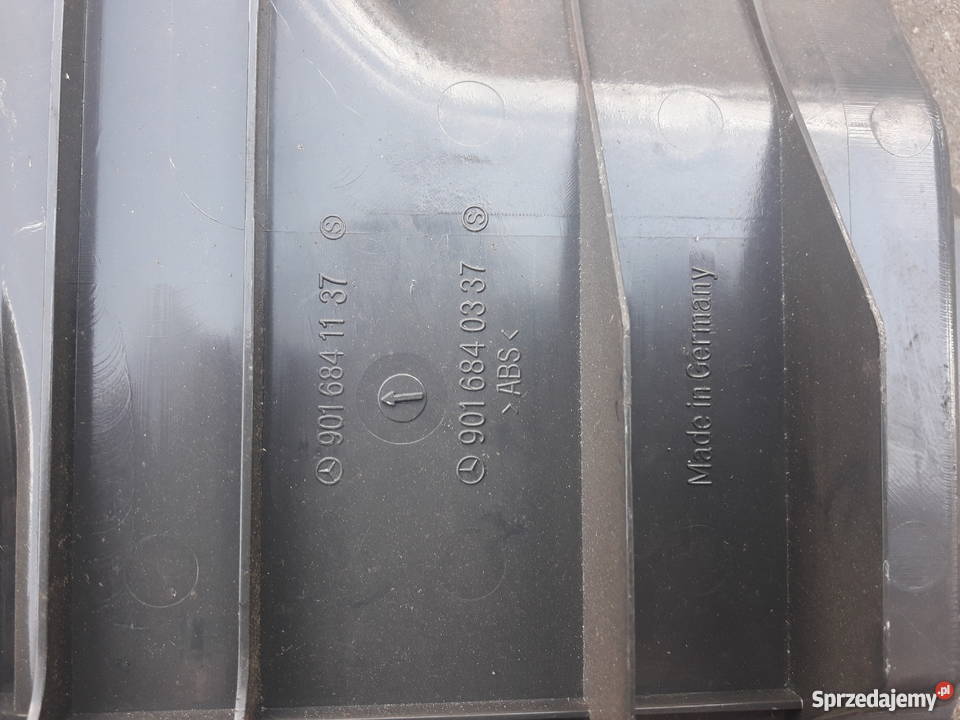 901 684 11 37 Ⓢ
901 684 03 37 Ⓢ
>ABS<
Made in Germany
Sprzedajemy.pl